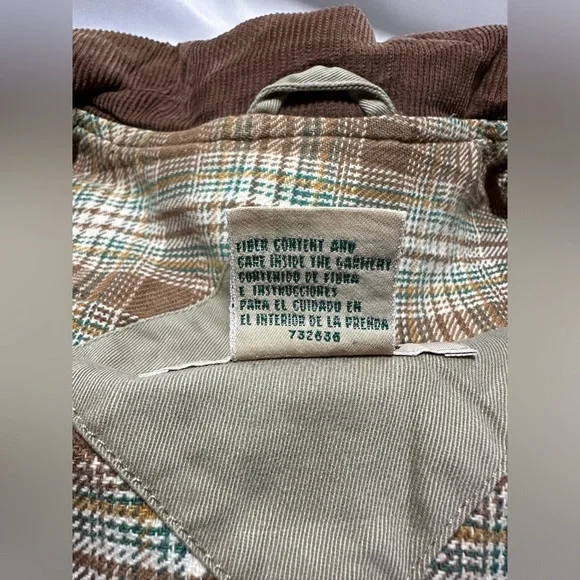 FIBER CONTENT AND
CARE INSIDE THE GARMENT
CONTENIDO DE FIBRA
E INSTRUCCIONES
PARA EL CUIDADO EN
EL INTERIOR DE LA PRENDA
732636